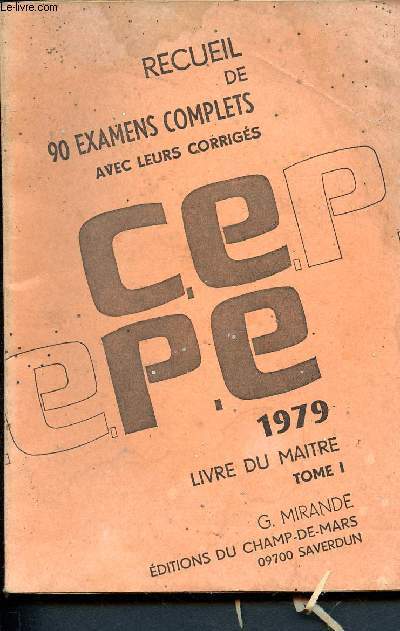 Le-livre.com
RECUEIL
DE
90 EXAMENS COMPLETS
AVEC LEURS CORRIGÉS
c.e.p
.e.p.e
1979
LIVRE DU MAITRE
TOME I
G. MIRANDE
ÉDITIONS DU CHAMP-DE-MARS
09700 SAVERDUN